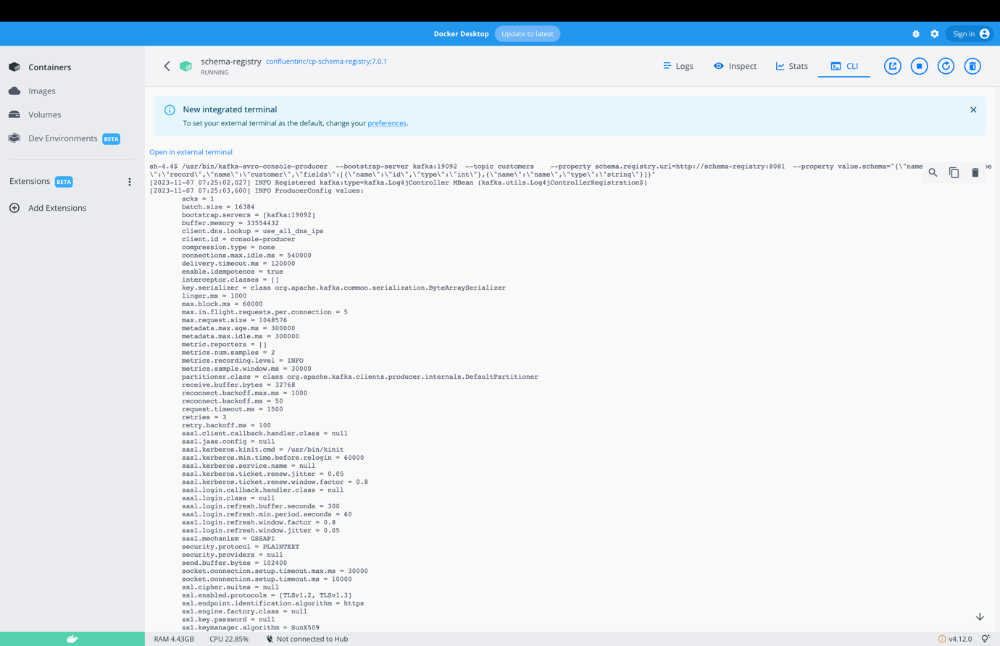 Docker Desktop Update to latest
Sign in
Containers
Images
Volumes
Dev Environments BETA
Extensions BETA
Add Extensions
schema-registry confluentinc/cp-schema-registry:7.0.1
RUNNING
Logs Inspect Stats CLI
New integrated terminal
To set your external terminal as the default, change your preferences.
Open in external terminal
sh-4.4$ /usr/bin/kafka-avro-console-producer --bootstrap-server kafka:19092 --topic customers --property schema.registry.url=http://schema-registry:8081 --property value.schema="{\"name
\":\"record\",\"name\":\"customer\",\"fields\":[{\"name\":\"id\",\"type\":\"int\"},{\"name\":\"name\",\"type\":\"string\"}]}"
[2023-11-07 07:25:02,027] INFO Registered kafka:type=kafka.Log4jController MBean (kafka.utils.Log4jControllerRegistration$)
[2023-11-07 07:25:03,600] INFO ProducerConfig values:
acks = 1
batch.size = 16384
bootstrap.servers = [kafka:19092]
buffer.memory = 33554432
client.dns.lookup = use_all_dns_ips
client.id = console-producer
compression.type = none
connections.max.idle.ms = 540000
delivery.timeout.ms = 120000
enable.idempotence = true
interceptor.classes = []
key.serializer = class org.apache.kafka.common.serialization.ByteArraySerializer
linger.ms = 1000
max.block.ms = 60000
max.in.flight.requests.per.connection = 5
max.request.size = 1048576
metadata.max.age.ms = 300000
metadata.max.idle.ms = 300000
metric.reporters = []
metrics.num.samples = 2
metrics.recording.level = INFO
metrics.sample.window.ms = 30000
partitioner.class = class org.apache.kafka.clients.producer.internals.DefaultPartitioner
receive.buffer.bytes = 32768
reconnect.backoff.max.ms = 1000
reconnect.backoff.ms = 50
request.timeout.ms = 1500
retries = 3
retry.backoff.ms = 100
sasl.client.callback.handler.class = null
sasl.jaas.config = null
sasl.kerberos.kinit.cmd = /usr/bin/kinit
sasl.kerberos.min.time.before.relogin = 60000
sasl.kerberos.service.name = null
sasl.kerberos.ticket.renew.jitter = 0.05
sasl.kerberos.ticket.renew.window.factor = 0.8
sasl.login.callback.handler.class = null
sasl.login.class = null
sasl.login.refresh.buffer.seconds = 300
sasl.login.refresh.min.period.seconds = 60
sasl.login.refresh.window.factor = 0.8
sasl.login.refresh.window.jitter = 0.05
sasl.mechanism = GSSAPI
security.protocol = PLAINTEXT
security.providers = null
send.buffer.bytes = 102400
socket.connection.setup.timeout.max.ms = 30000
socket.connection.setup.timeout.ms = 10000
ssl.cipher.suites = null
ssl.enabled.protocols = [TLSv1.2, TLSv1.3]
ssl.endpoint.identification.algorithm = https
ssl.engine.factory.class = null
ssl.key.password = null
ssl.keymanager.algorithm = SunX509
RAM 4.43GB CPU 22.85% Not connected to Hub
v4.12.0